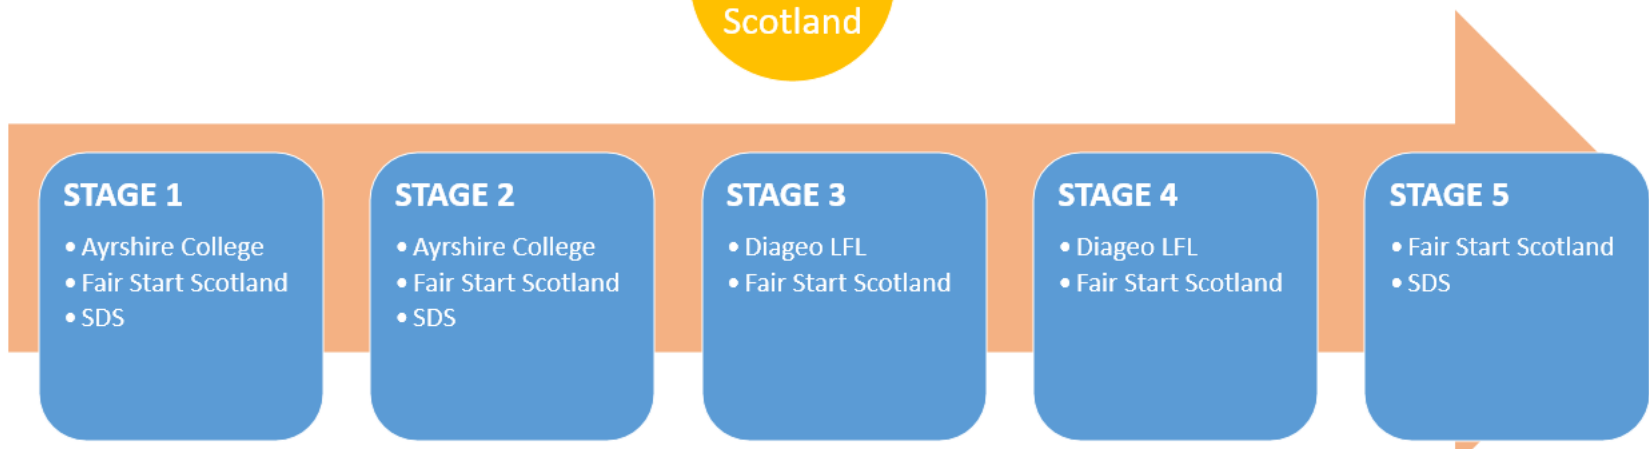 Scotland
STAGE 1
• Ayrshire College
• Fair Start Scotland
• SDS
STAGE 2
• Ayrshire College
• Fair Start Scotland
• SDS
STAGE 3
• Diageo LFL
• Fair Start Scotland
STAGE 4
• Diageo LFL
• Fair Start Scotland
STAGE 5
• Fair Start Scotland
• SDS